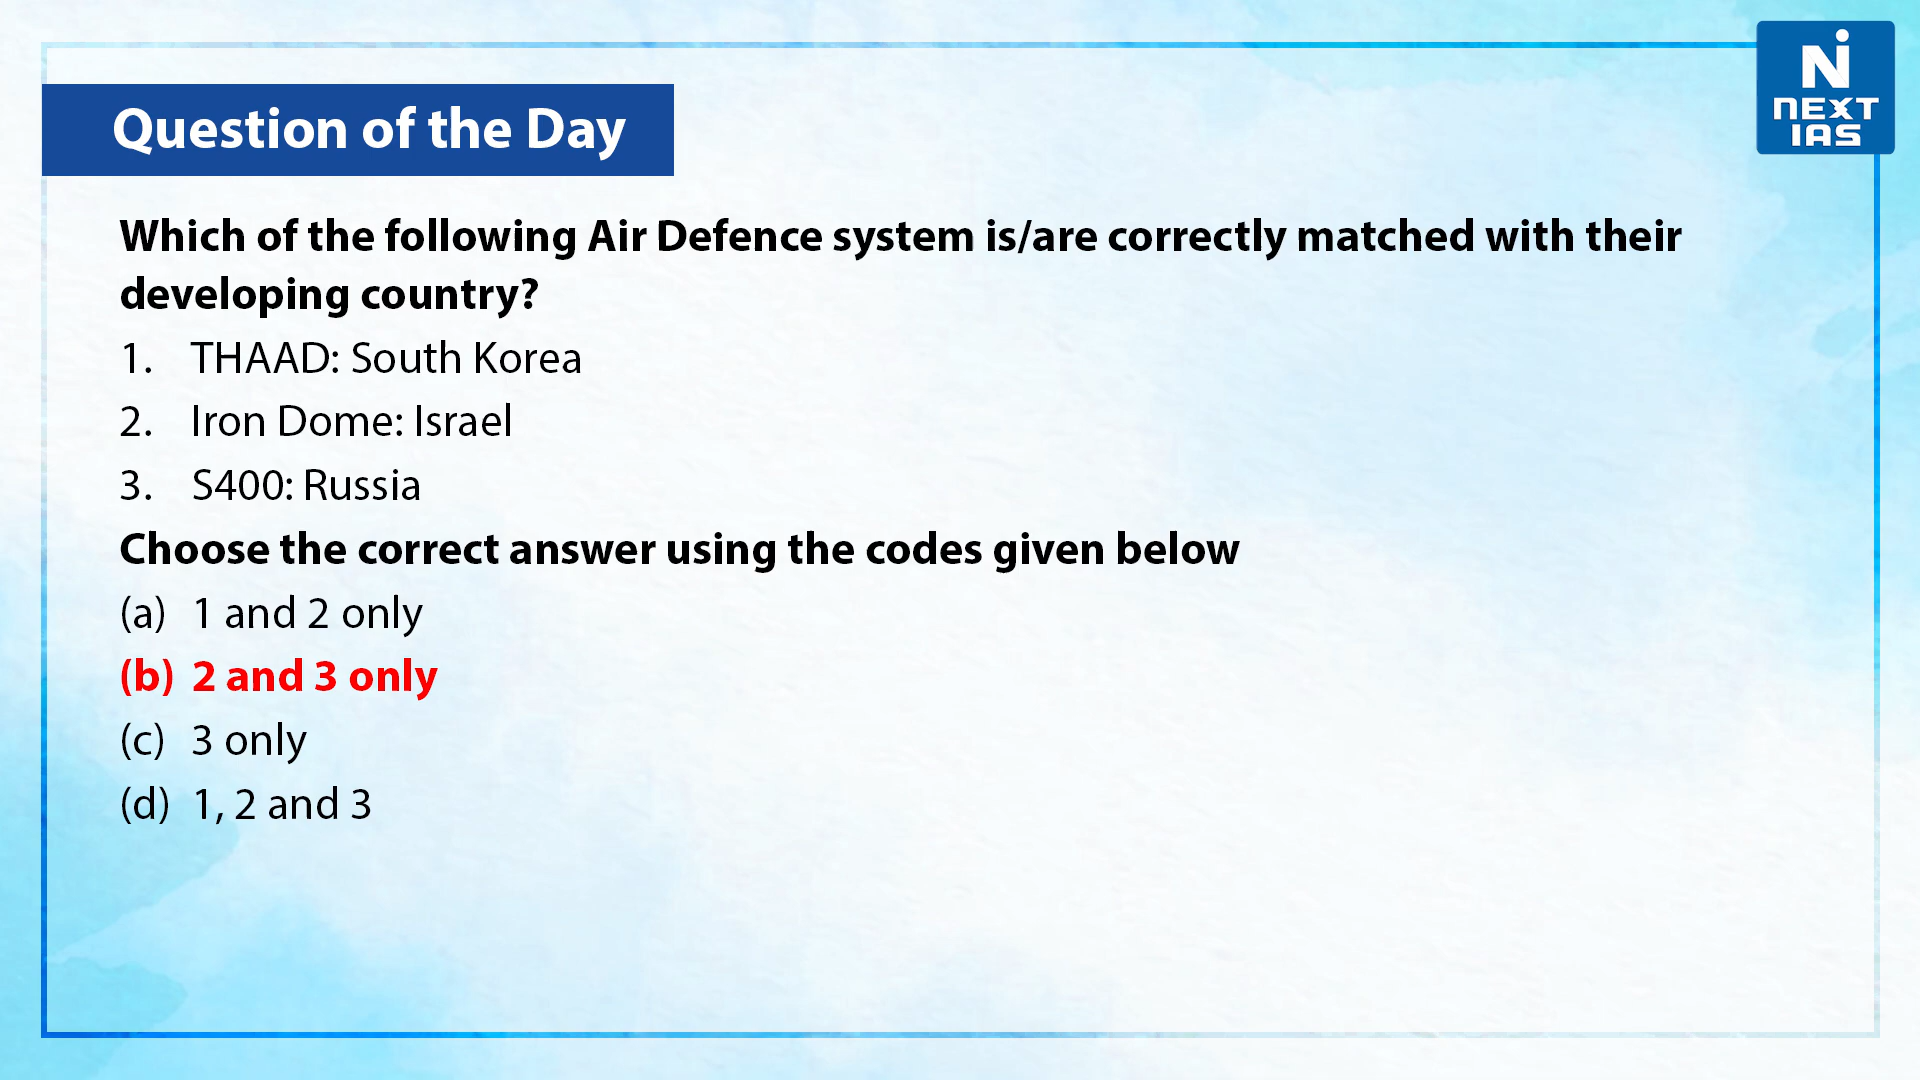 NEXT
IAS
Question of the Day
Which of the following Air Defence system is/are correctly matched with their
developing country?
1. THAAD: South Korea
2. Iron Dome: Israel
3. S400: Russia
Choose the correct answer using the codes given below
(a) 1 and 2 only
(b) 2 and 3 only
(c) 3 only
(d) 1, 2 and 3